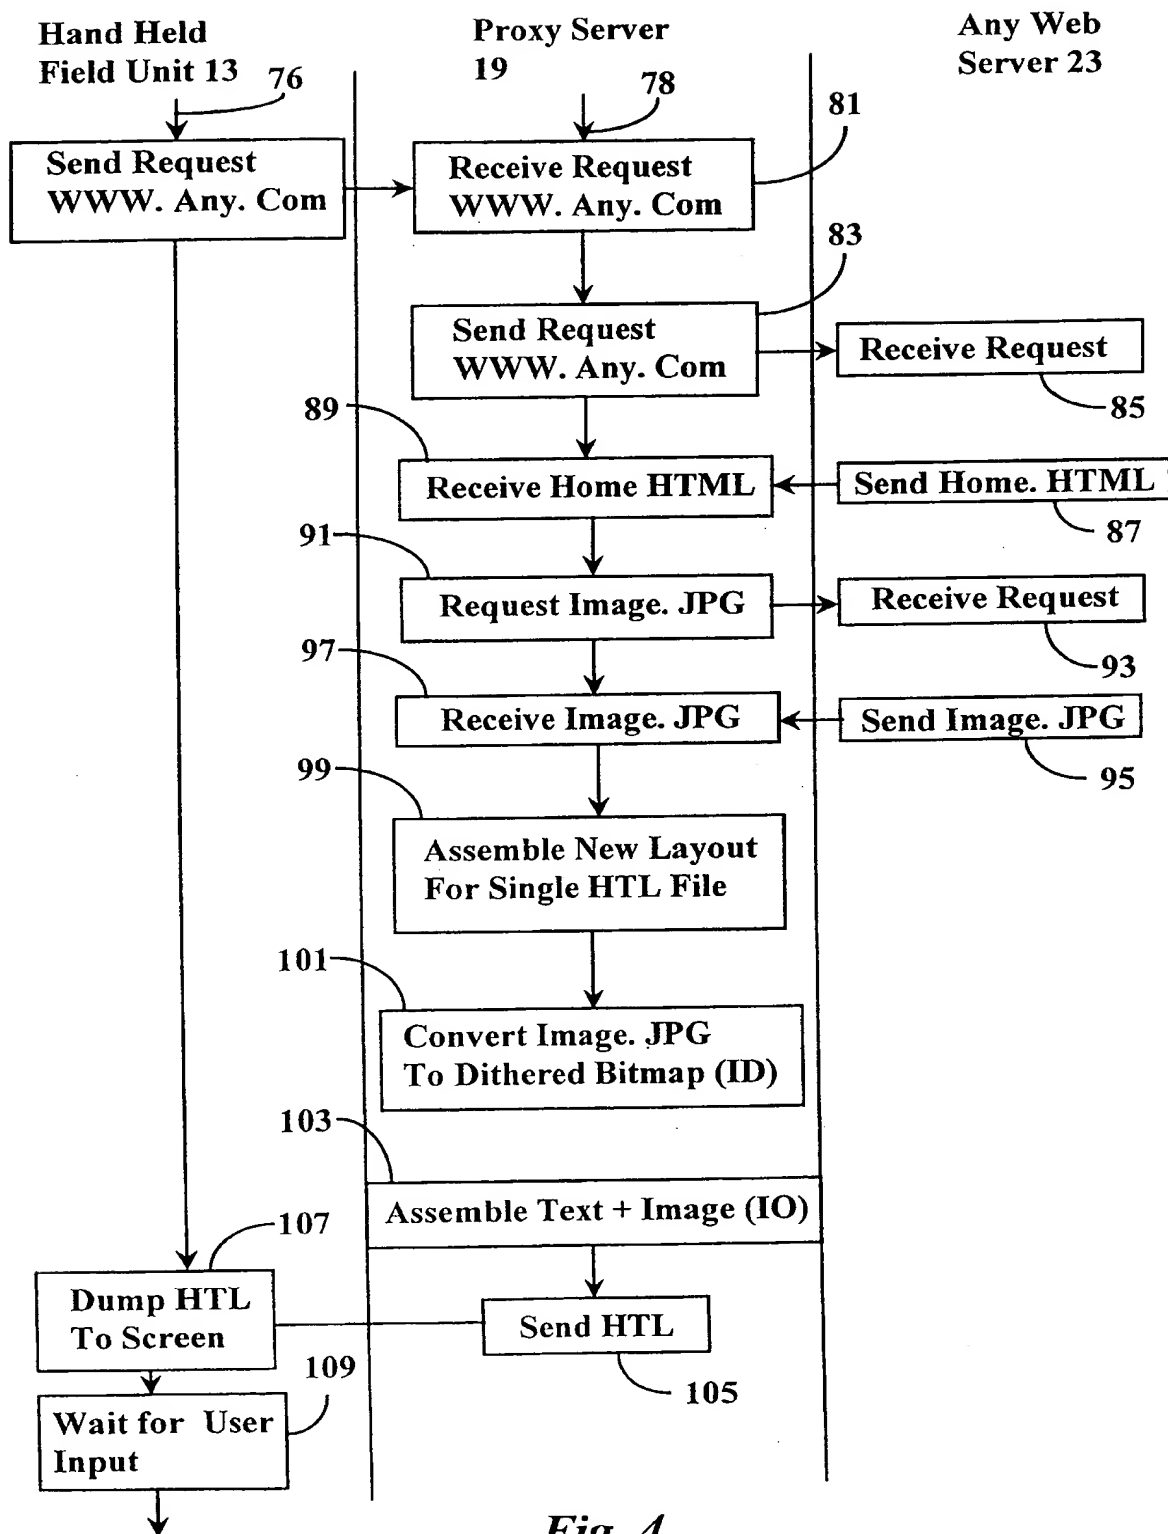 Hand Held
Field Unit 13
76
Proxy Server
19
78
Any Web
Server 23
81
Send Request
WWW. Any. Com
Receive Request
WWW. Any. Com
83
Send Request
WWW. Any. Com
Receive Request
85
89
Receive Home HTML
Send Home. HTML
87
91
Request Image. JPG
Receive Request
93
97
Receive Image. JPG
Send Image. JPG
95
99
Assemble New Layout
For Single HTL File
101
Convert Image. JPG
To Dithered Bitmap (ID)
103
Assemble Text + Image (IO)
107
Dump HTL
To Screen
Send HTL
105
109
Wait for User
Input
Fig. 4